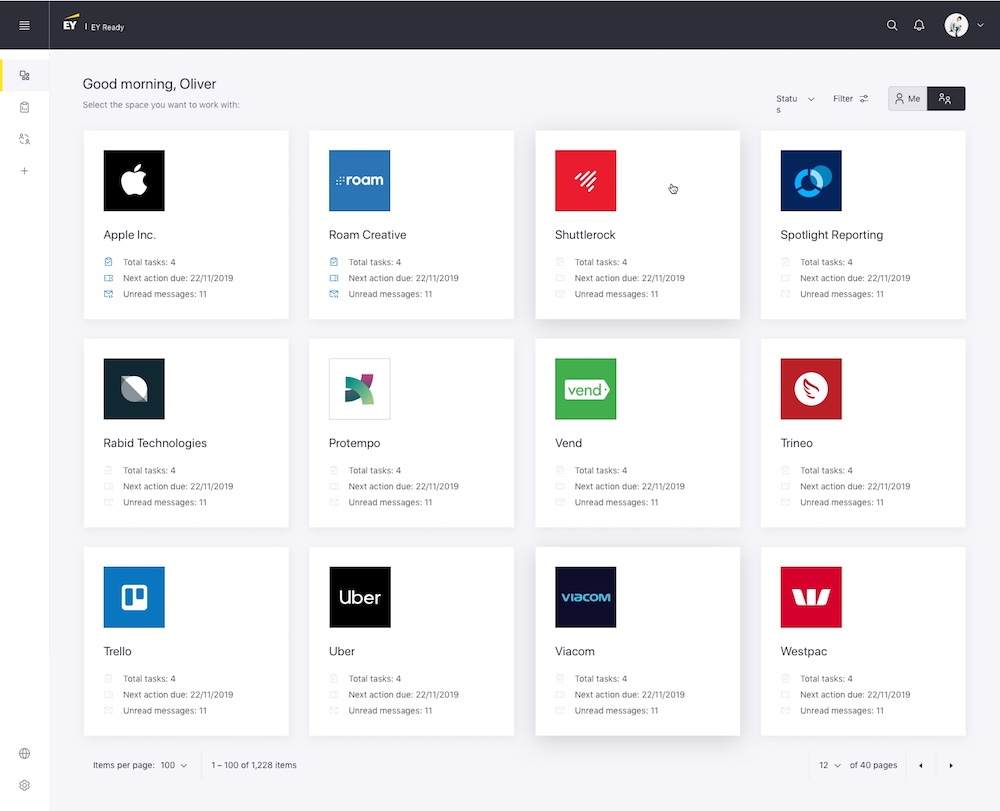 EY | EY Ready
Good morning, Oliver
Select the space you want to work with:
Statu
s
Filter
Me
Apple Inc.
Total tasks: 4
Next action due: 22/11/2019
Unread messages: 11
roam
Roam Creative
Total tasks: 4
Next action due: 22/11/2019
Unread messages: 11
Shuttlerock
Total tasks: 4
Next action due: 22/11/2019
Unread messages: 11
Spotlight Reporting
Total tasks: 4
Next action due: 22/11/2019
Unread messages: 11
Rabid Technologies
Total tasks: 4
Next action due: 22/11/2019
Unread messages: 11
Protempo
Total tasks: 4
Next action due: 22/11/2019
Unread messages: 11
vend
Vend
Total tasks: 4
Next action due: 22/11/2019
Unread messages: 11
Trineo
Total tasks: 4
Next action due: 22/11/2019
Unread messages: 11
Trello
Total tasks: 4
Next action due: 22/11/2019
Unread messages: 11
Uber
Uber
Total tasks: 4
Next action due: 22/11/2019
Unread messages: 11
VIACOM
Viacom
Total tasks: 4
Next action due: 22/11/2019
Unread messages: 11
Westpac
Total tasks: 4
Next action due: 22/11/2019
Unread messages: 11
Items per page: 100
1 – 100 of 1,228 items
12 of 40 pages